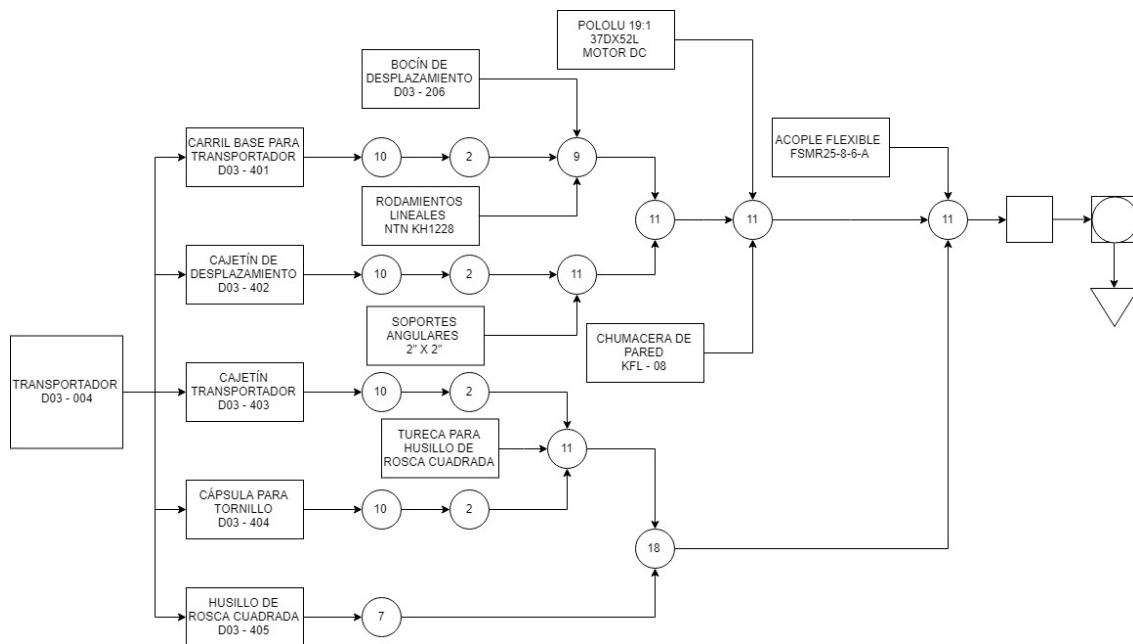 POLOLU 19:1
37DX52L
MOTOR DC
BOCÍN DE
DESPLAZAMIENTO
D03 - 206
CARRIL BASE PARA
TRANSPORTADOR
D03 - 401
10
2
9
ACOPLE FLEXIBLE
FSMR25-8-6-A
RODAMIENTOS
LINEALES
NTN KH1228
11
11
11
CAJETÍN DE
DESPLAZAMIENTO
D03 - 402
10
2
11
SOPORTES
ANGULARES
2" X 2"
CHUMACERA DE
PARED
KFL - 08
TRANSPORTADOR
D03 - 004
CAJETÍN
TRANSPORTADOR
D03 - 403
10
2
TURECA PARA
HUSILLO DE
ROSCA CUADRADA
11
CÁPSULA PARA
TORNILLO
D03 - 404
10
2
18
HUSILLO DE
ROSCA CUADRADA
D03 - 405
7